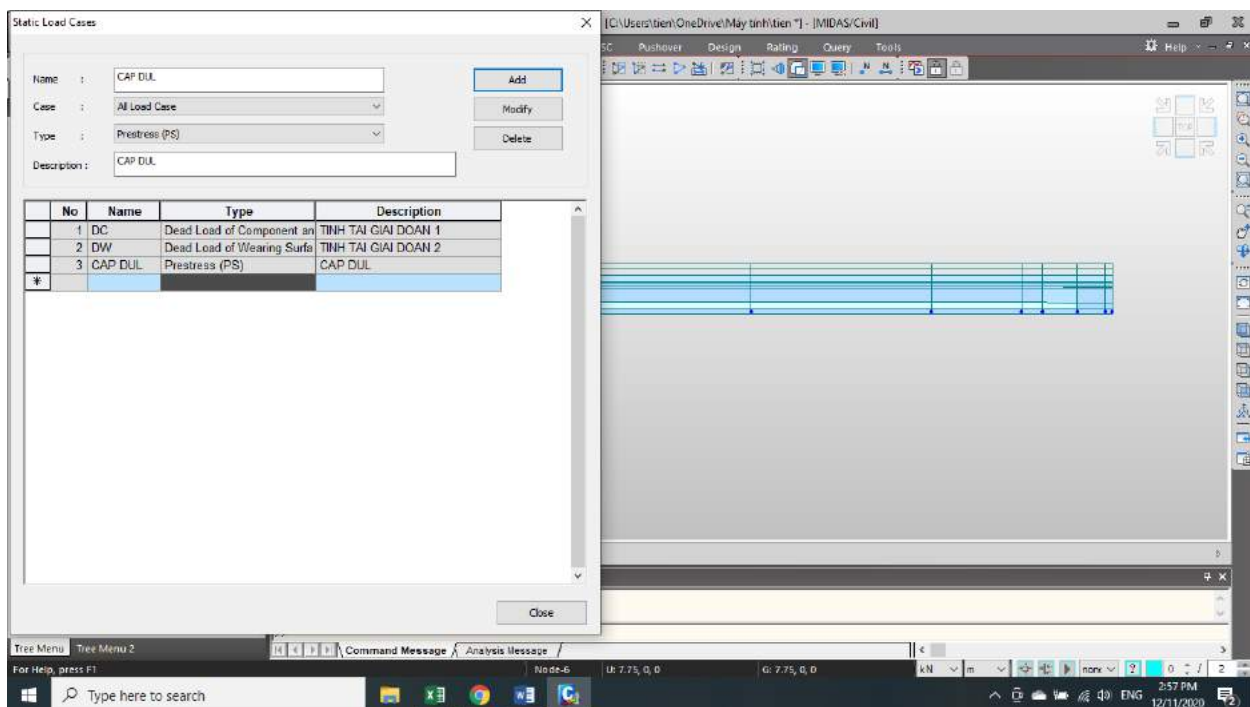 Static Load Cases
[C:\Users\tien\OneDrive\Máy tính\tien *] - [MIDAS/Civil]
SC Pushover Design Rating Query Tools Help
Name : CAP DUL Add
Case : All Load Case Modify
Type : Prestress (PS) Delete
Description : CAP DUL
No Name Type Description
1 DC Dead Load of Component an TINH TAI GIAI DOAN 1
2 DW Dead Load of Wearing Surfa TINH TAI GIAI DOAN 2
3 CAP DUL Prestress (PS) CAP DUL
*
Close
Tree Menu Tree Menu 2 Command Message Analysis Message
For Help, press F1 Node-6 U: 7.75, 0, 0 G: 7.75, 0, 0 kN m none ? 0 / 2
Type here to search ENG 2:57 PM
12/11/2020